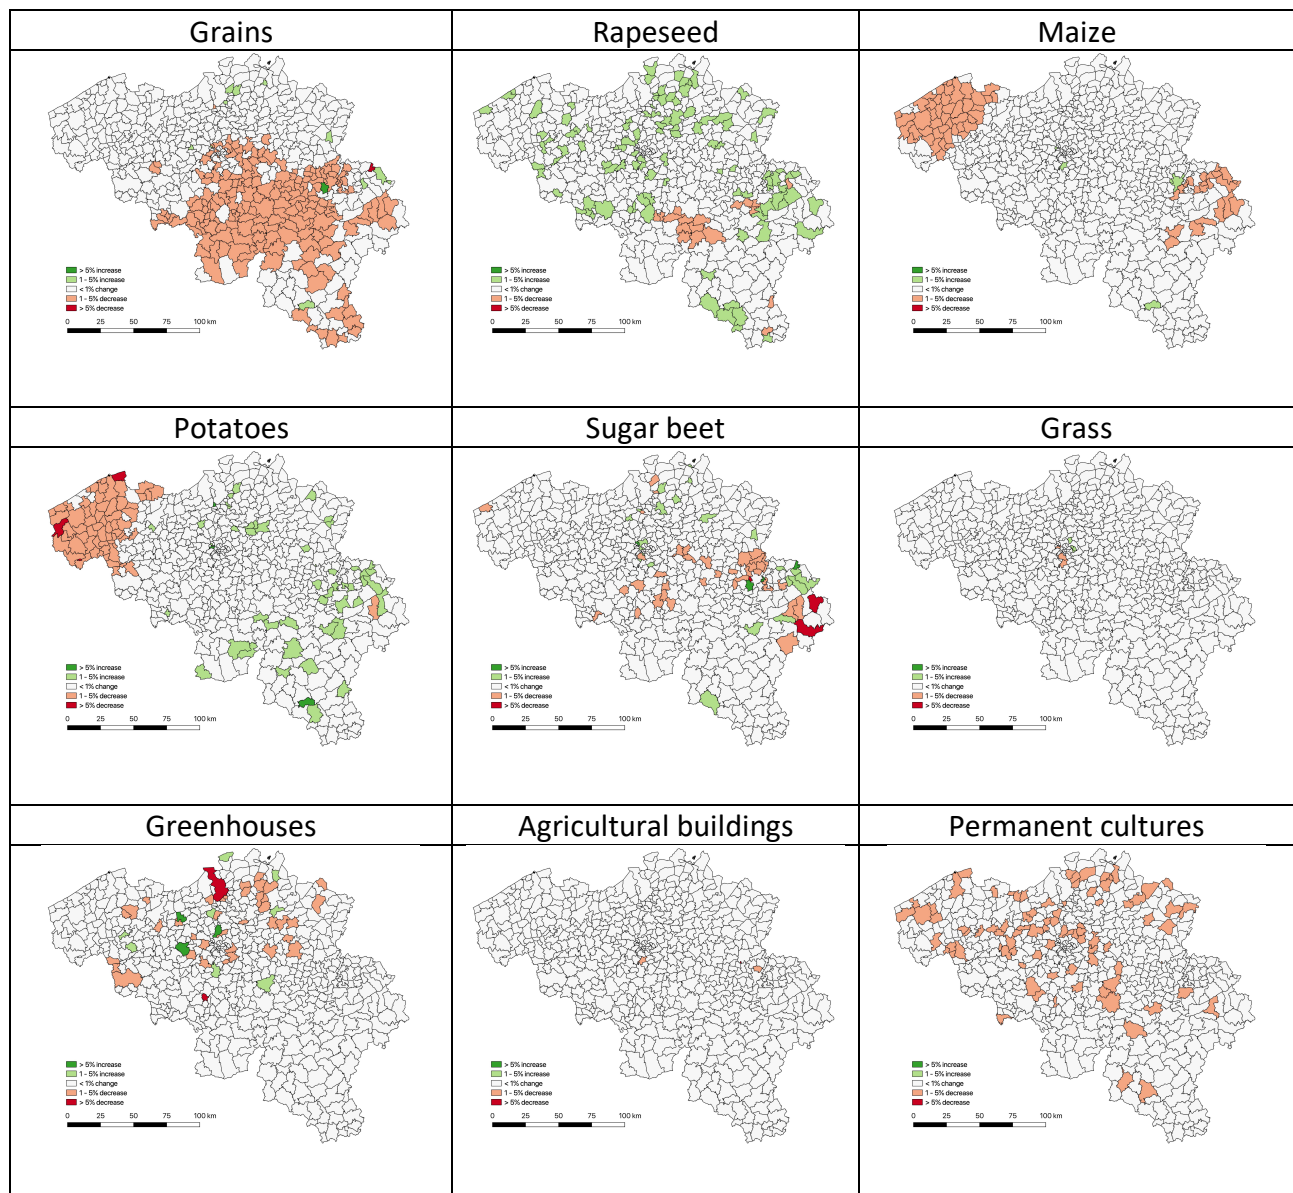 Grains
Rapeseed
Maize
> 5% increase
1 - 5% increase
< 1% change
1 - 5% decrease
> 5% decrease
0 25 50 75 100 km
> 5% increase
1 - 5% increase
< 1% change
1 - 5% decrease
> 5% decrease
0 25 50 75 100 km
> 5% increase
1 - 5% increase
< 1% change
1 - 5% decrease
> 5% decrease
0 25 50 75 100 km
Potatoes
Sugar beet
Grass
> 5% increase
1 - 5% increase
< 1% change
1 - 5% decrease
> 5% decrease
0 25 50 75 100 km
> 5% increase
1 - 5% increase
< 1% change
1 - 5% decrease
> 5% decrease
0 25 50 75 100 km
> 5% increase
1 - 5% increase
< 1% change
1 - 5% decrease
> 5% decrease
0 25 50 75 100 km
Greenhouses
Agricultural buildings
Permanent cultures
> 5% increase
1 - 5% increase
< 1% change
1 - 5% decrease
> 5% decrease
0 25 50 75 100 km
> 5% increase
1 - 5% increase
< 1% change
1 - 5% decrease
> 5% decrease
0 25 50 75 100 km
> 5% increase
1 - 5% increase
< 1% change
1 - 5% decrease
> 5% decrease
0 25 50 75 100 km